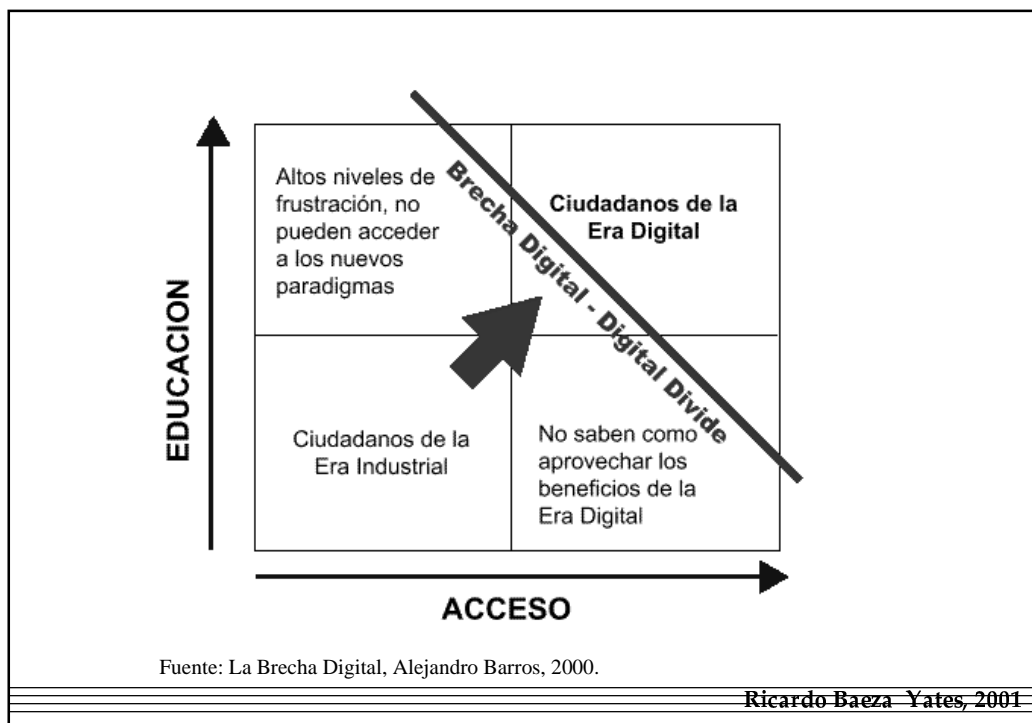 Altos niveles de
frustración, no
pueden acceder
a los nuevos
paradigmas
Brecha Digital - Digital Divide
Ciudadanos de la
Era Digital
EDUCACION
Ciudadanos de la
Era Industrial
No saben como
aprovechar los
beneficios de la
Era Digital
ACCESO
Fuente: La Brecha Digital, Alejandro Barros, 2000.
Ricardo Baeza Yates, 2001